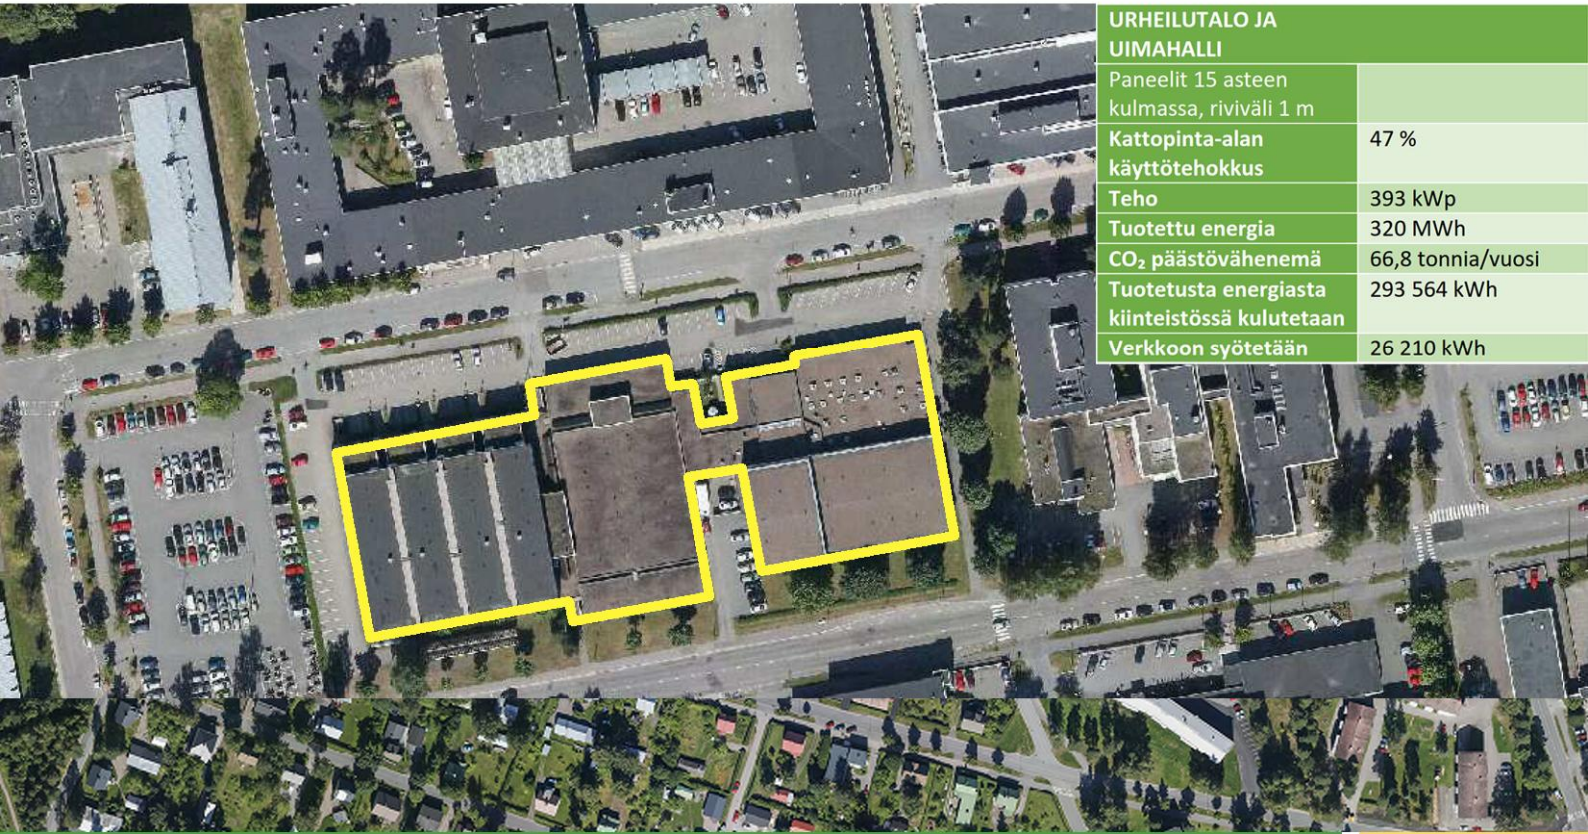 URHEILUTALO JA
UIMAHALLI
Paneelit 15 asteen
kulmassa, riviväli 1 m
Kattopinta-alan
käyttötehokkus
47 %
Teho
393 kWp
Tuotettu energia
320 MWh
CO₂ päästövähenemä
66,8 tonnia/vuosi
Tuotetusta energiasta
kiinteistössä kulutetaan
293 564 kWh
Verkkoon syötetään
26 210 kWh